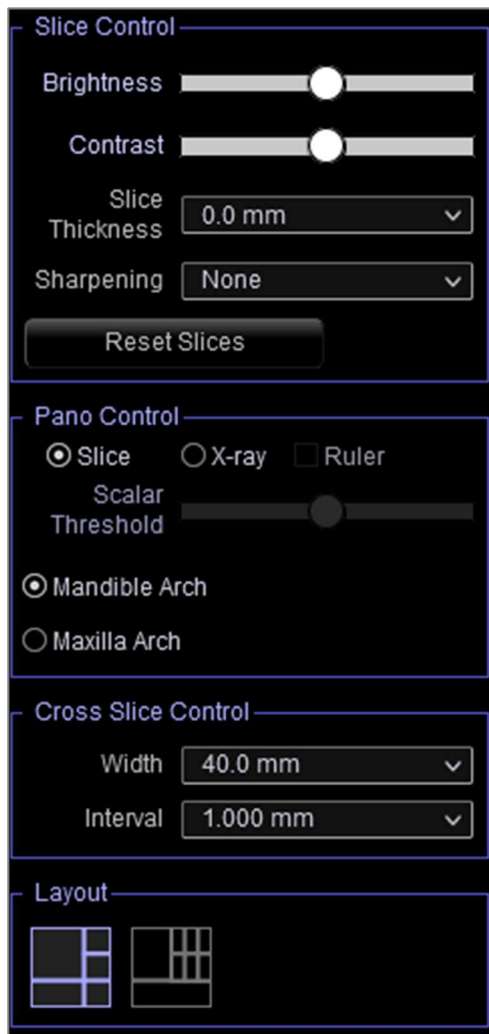 Slice Control
Brightness
Contrast
Slice
Thickness
0.0 mm
Sharpening
None
Reset Slices
Pano Control
Slice
X-ray
Ruler
Scalar
Threshold
Mandible Arch
Maxilla Arch
Cross Slice Control
Width
40.0 mm
Interval
1.000 mm
Layout